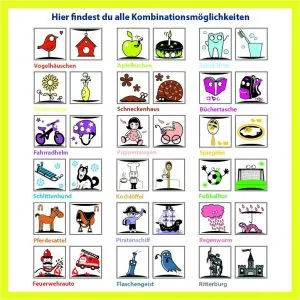 Hier findest du alle Kombinationsmöglichkeiten
Vogelhäuschen
Apfelkuchen
Schneckenhaus
Büchertasche
Fahrradhelm
Puppenwagen
Spiegelei
Schlittenhund
Kochlöffel
Fußballtor
Pferdesattel
Piratenschiff
Regenwurm
Feuerwehrauto
Flaschengeist
Ritterburg